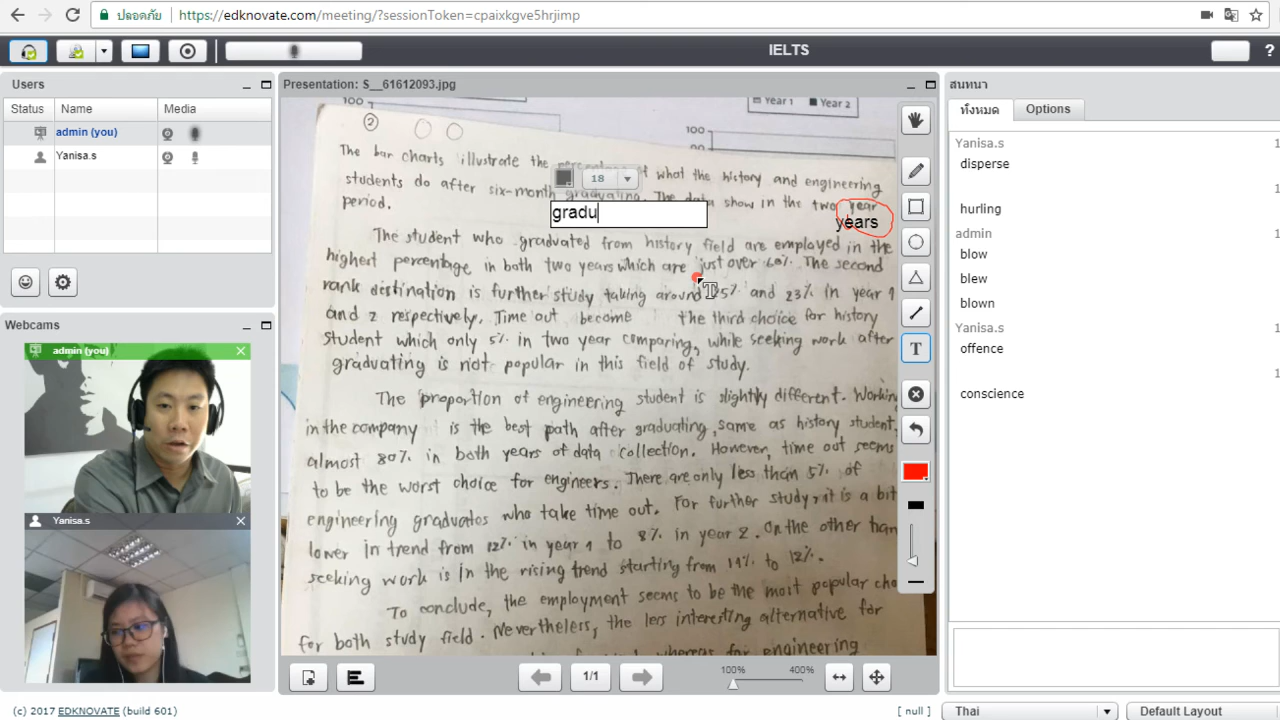 ปลอดภัย
https://edknovate.com/meeting/?sessionToken=cpaixkgve5hrjimp
IELTS
?
Users
Status Name Media
admin (you)
Yanisa.s
Webcams
admin (you)
Yanisa.s
Presentation: S__61612093.jpg
100
Year 1 Year 2
100
②
The bar charts illustrate the percentage of what the history and engineering
18
students do after six-month graduating. The data show in the two year
gradu
years
period.
The student who graduated from history field are employed in the
highest percentage in both two years which are just over 60%. The second
rank destination is further study taking around 25% and 23% in year 1
and 2 respectively. Time out become the third choice for history
student which only 5% in two year comparing, while seeking work after
graduating is not popular in this field of study.
The proportion of engineering student is slightly different. Working
in the company is the best path after graduating, same as history student,
almost 80% in both years of data collection. However, time out seems
to be the worst choice for engineers. There are only less than 5% of
engineering graduates who take time out. For further study, it is a bit
lower in trend from 12% in year 1 to 8% in year 2. On the other han
seeking work is in the rising trend starting from 11% to 12%.
To conclude, the employment seems to be the most popular cho
for both study field. Nevertheless, the less interesting alternative for
whereas for engineering
T
1/1
100% 400%
สนทนา
ทั้งหมด Options
Yanisa.s 1
disperse
1
hurling
admin 1
blow
blew
blown
Yanisa.s 1
offence
1
conscience
(c) 2017 EDKNOVATE (build 601)
[ null ]
Thai
Default Layout